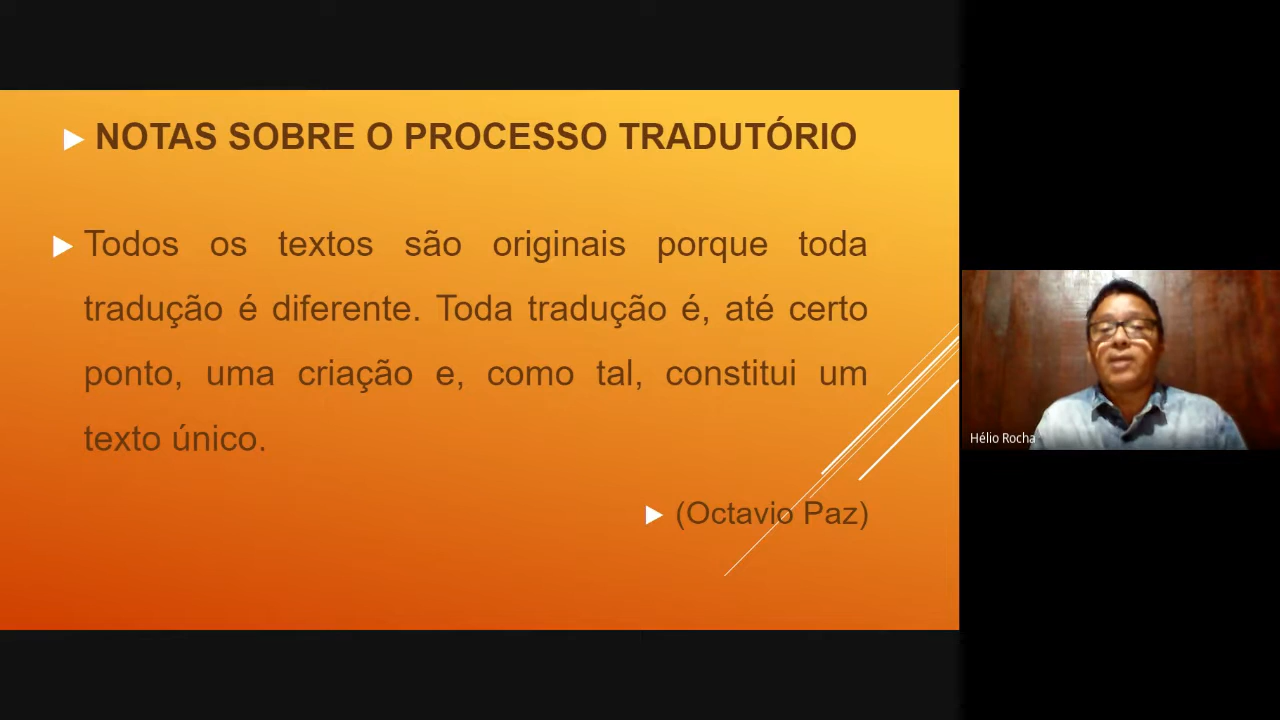 NOTAS SOBRE O PROCESSO TRADUTÓRIO
Todos os textos são originais porque toda
tradução é diferente. Toda tradução é, até certo
ponto, uma criação e, como tal, constitui um
texto único.
(Octavio Paz)
Hélio Rocha